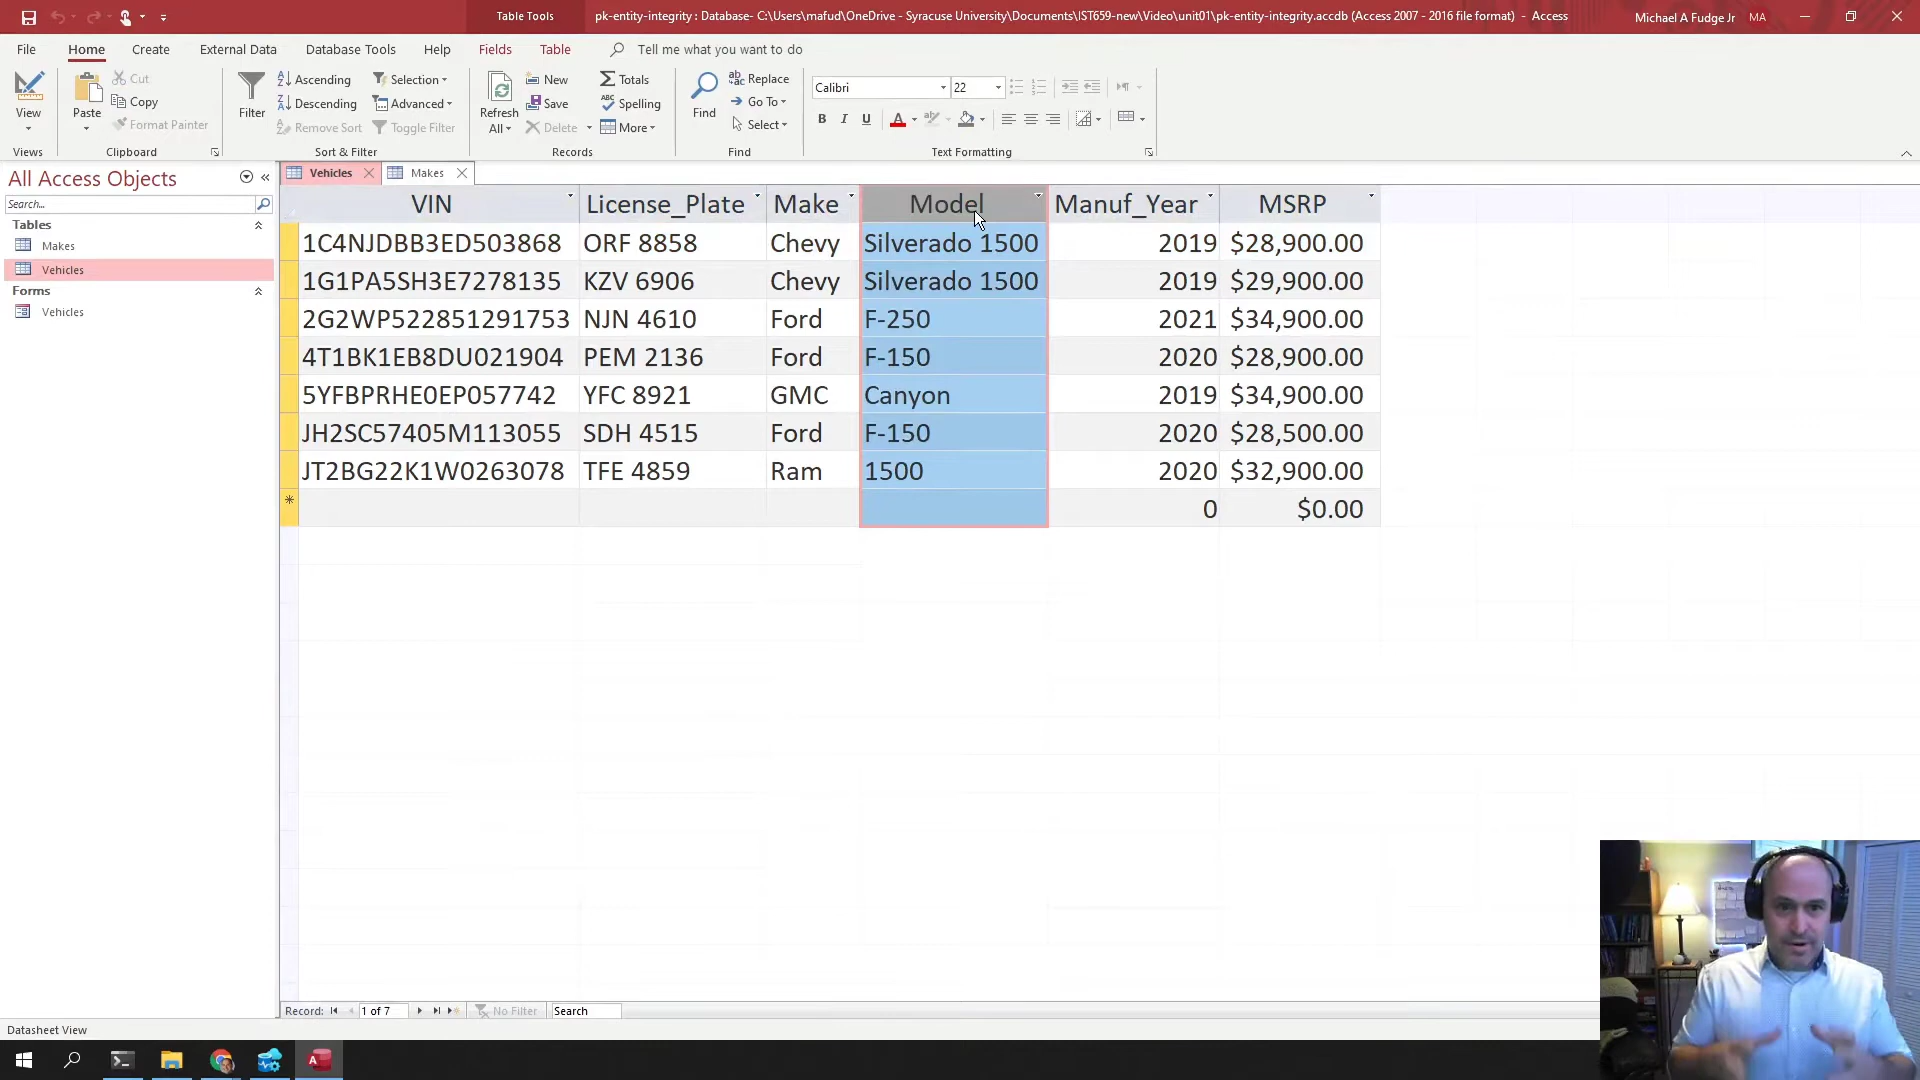 Table Tools
pk-entity-integrity : Database- C:\Users\mafud\OneDrive - Syracuse University\Documents\IST659-new\Video\unit01\pk-entity-integrity.accdb (Access 2007 - 2016 file format) - Access
Michael A Fudge Jr
MA
File Home Create External Data Database Tools Help Fields Table Tell me what you want to do
View
Views
Paste
Cut
Copy
Format Painter
Clipboard
Filter
Ascending
Descending
Remove Sort
Selection
Advanced
Toggle Filter
Sort & Filter
Refresh All
New
Save
Delete
Totals
Spelling
More
Records
Find
Replace
Go To
Select
Find
Calibri
22
B I U
Text Formatting
All Access Objects
Search...
Tables
Makes
Vehicles
Forms
Vehicles
Vehicles Makes
VIN License_Plate Make Model Manuf_Year MSRP
1C4NJDBB3ED503868 ORF 8858 Chevy Silverado 1500 2019 $28,900.00
1G1PA5SH3E7278135 KZV 6906 Chevy Silverado 1500 2019 $29,900.00
2G2WP522851291753 NJN 4610 Ford F-250 2021 $34,900.00
4T1BK1EB8DU021904 PEM 2136 Ford F-150 2020 $28,900.00
5YFBPRHE0EP057742 YFC 8921 GMC Canyon 2019 $34,900.00
JH2SC57405M113055 SDH 4515 Ford F-150 2020 $28,500.00
JT2BG22K1W0263078 TFE 4859 Ram 1500 2020 $32,900.00
0 $0.00
Record: 1 of 7 No Filter Search
Datasheet View